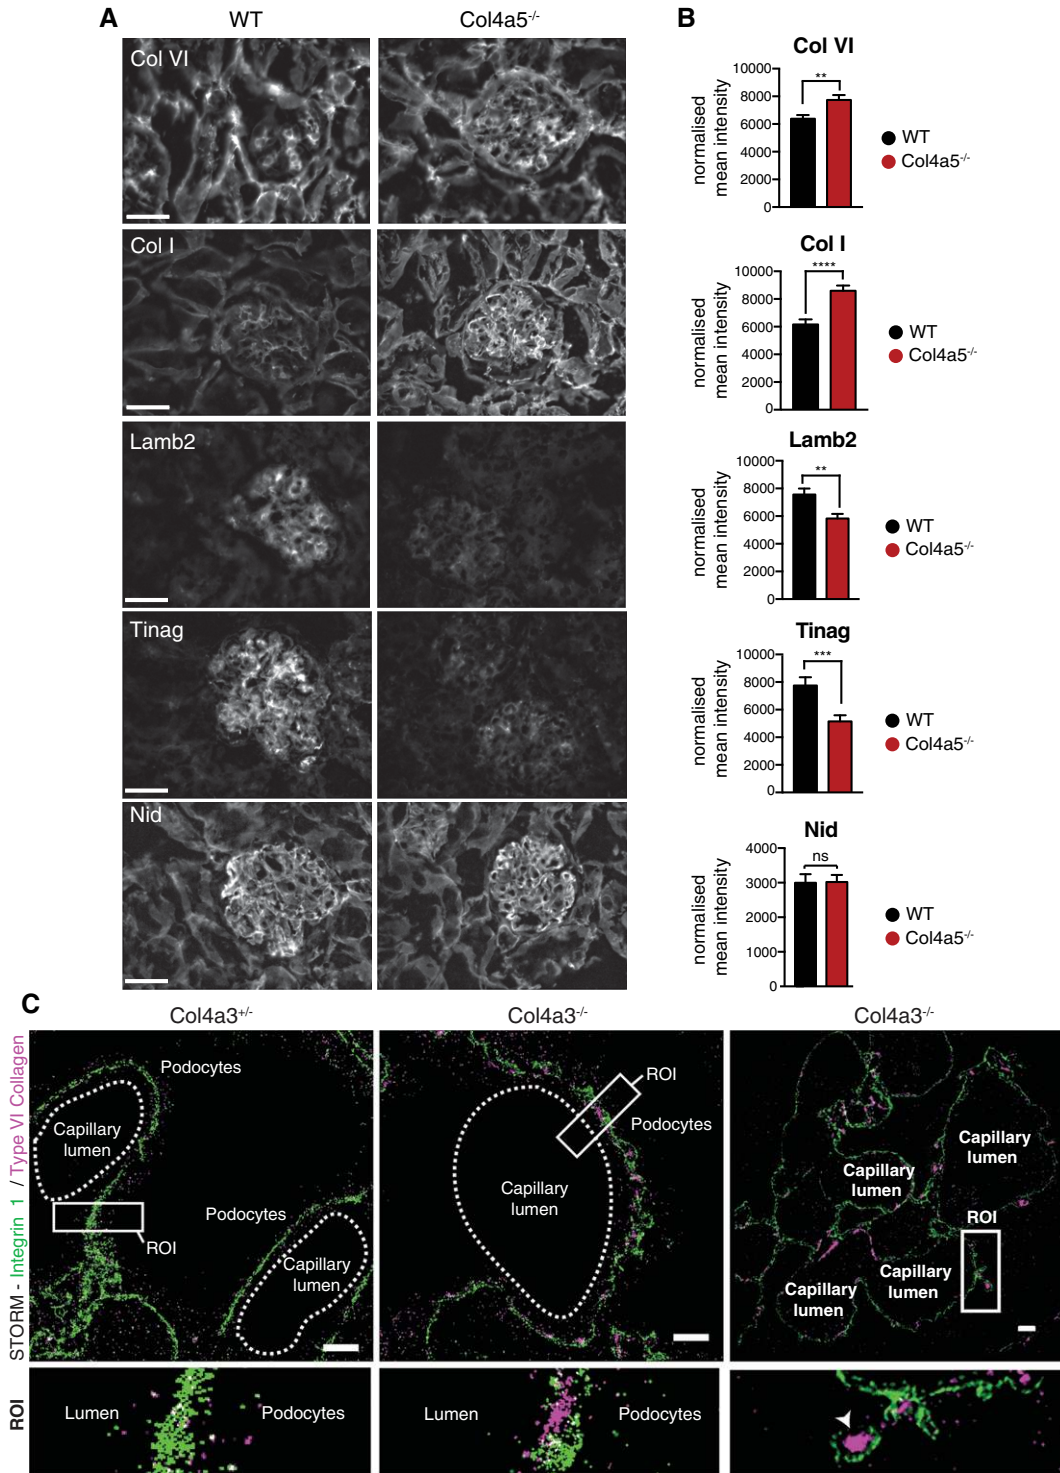 A
WT
Col4a5-/-
Col VI
Col I
Lamb2
Tinag
Nid
B
Col VI
normalised
mean intensity
10000
8000
6000
4000
2000
0
**
WT
Col4a5-/-
Col I
normalised
mean intensity
10000
8000
6000
4000
2000
0
****
WT
Col4a5-/-
Lamb2
normalised
mean intensity
10000
8000
6000
4000
2000
0
**
WT
Col4a5-/-
Tinag
normalised
mean intensity
10000
8000
6000
4000
2000
0
***
WT
Col4a5-/-
Nid
normalised
mean intensity
4000
3000
2000
1000
0
ns
WT
Col4a5-/-
C
Col4a3+/-
Col4a3-/-
Col4a3-/-
STORM - Integrin 1 / Type VI Collagen
Podocytes
Capillary
lumen
ROI
Podocytes
Capillary
lumen
ROI
Podocytes
Capillary
lumen
Capillary
lumen
Capillary
lumen
ROI
Capillary
lumen
Capillary
lumen
ROI
Lumen
Podocytes
Lumen
Podocytes